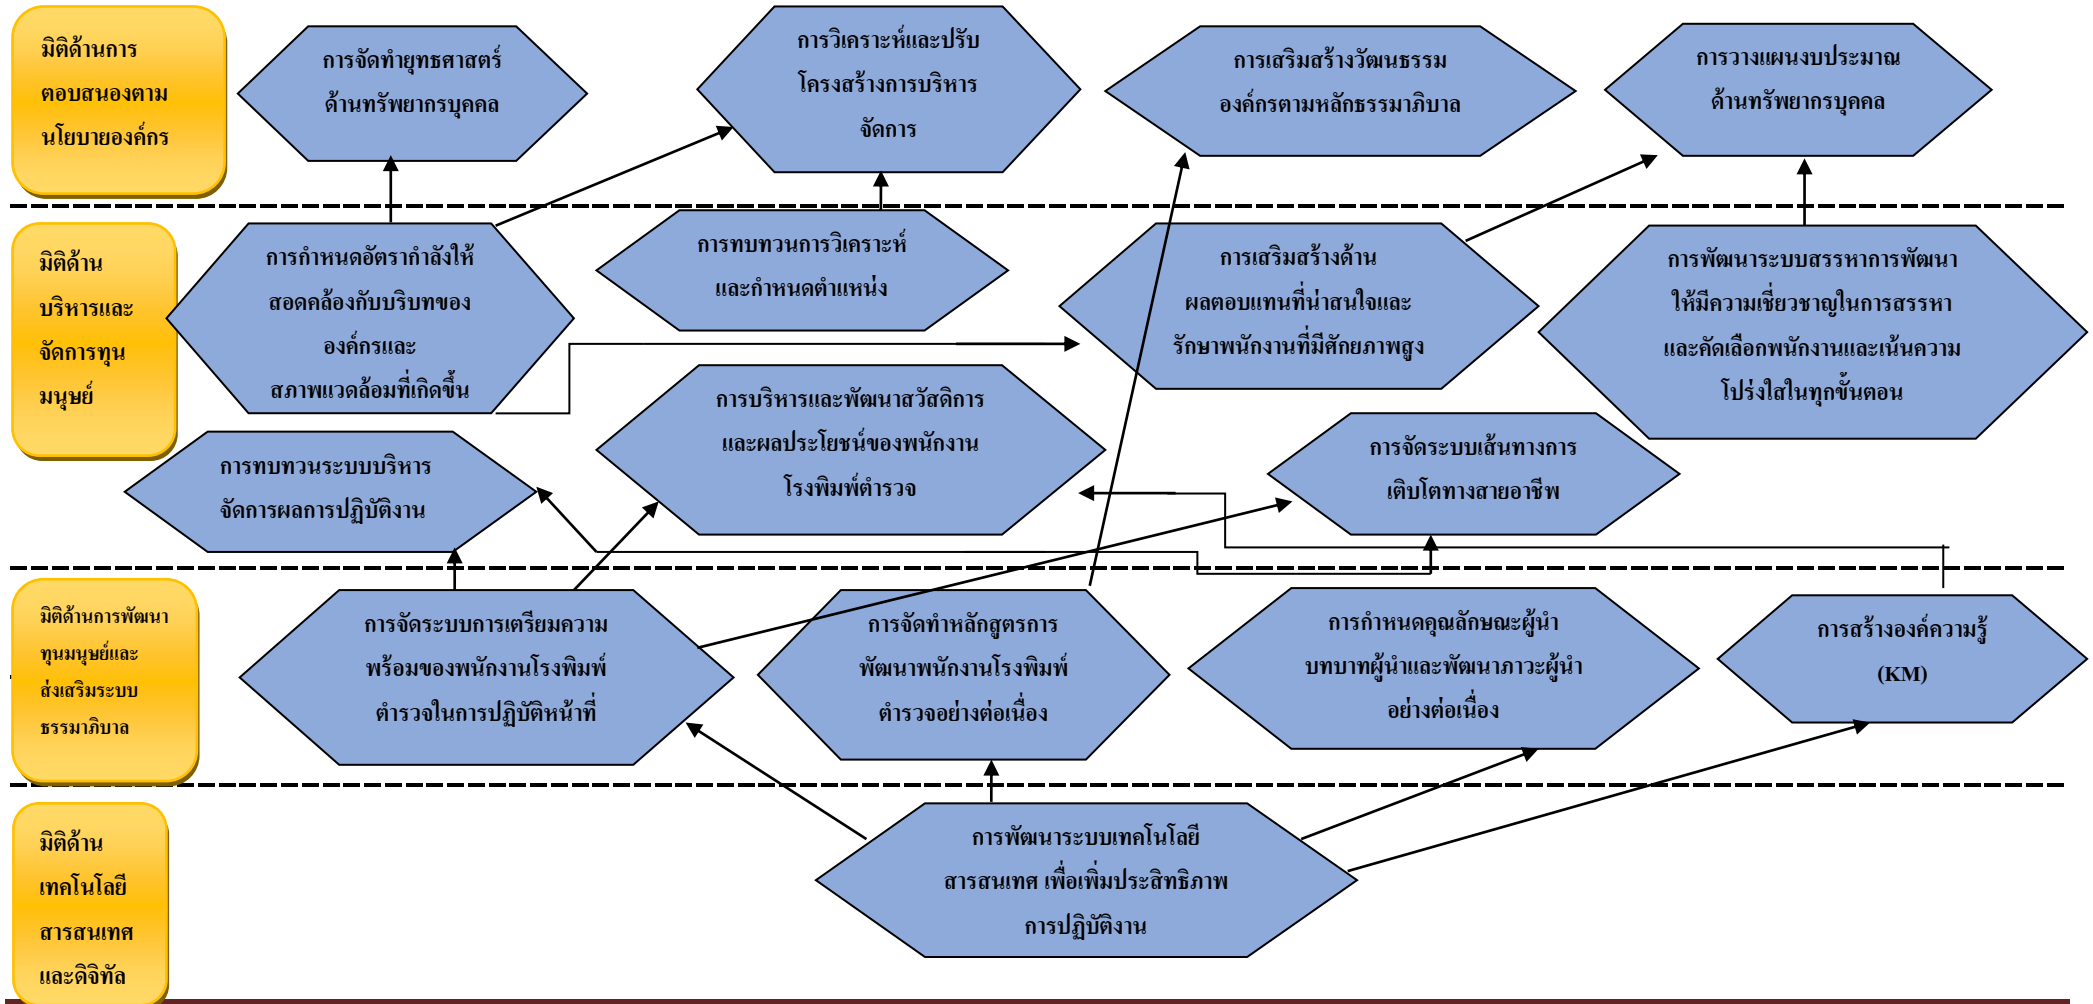 มิติด้านการ
ตอบสนองตาม
นโยบายองค์กร
การจัดทำยุทธศาสตร์
ด้านทรัพยากรบุคคล
การวิเคราะห์และปรับ
โครงสร้างการบริหาร
จัดการ
การเสริมสร้างวัฒนธรรม
องค์กรตามหลักธรรมาภิบาล
การวางแผนงบประมาณ
ด้านทรัพยากรบุคคล
มิติด้าน
บริหารและ
จัดการทุน
มนุษย์
การกำหนดอัตรากำลังให้
สอดคล้องกับบริบทของ
องค์กรและ
สภาพแวดล้อมที่เกิดขึ้น
การทบทวนการวิเคราะห์
และกำหนดตำแหน่ง
การเสริมสร้างด้าน
ผลตอบแทนที่น่าสนใจและ
รักษาพนักงานที่มีศักยภาพสูง
การพัฒนาระบบสรรหาการพัฒนา
ให้มีความเชี่ยวชาญในการสรรหา
และคัดเลือกพนักงานและเน้นความ
โปร่งใสในทุกขั้นตอน
การทบทวนระบบบริหาร
จัดการผลการปฏิบัติงาน
การบริหารและพัฒนาสวัสดิการ
และผลประโยชน์ของพนักงาน
โรงพิมพ์ตำรวจ
การจัดระบบเส้นทางการ
เติบโตทางสายอาชีพ
มิติด้านการพัฒนา
ทุนมนุษย์และ
ส่งเสริมระบบ
ธรรมาภิบาล
การจัดระบบการเตรียมความ
พร้อมของพนักงานโรงพิมพ์
ตำรวจในการปฏิบัติหน้าที่
การจัดทำหลักสูตรการ
พัฒนาพนักงานโรงพิมพ์
ตำรวจอย่างต่อเนื่อง
การกำหนดคุณลักษณะผู้นำ
บทบาทผู้นำและพัฒนาภาวะผู้นำ
อย่างต่อเนื่อง
การสร้างองค์ความรู้
(KM)
มิติด้าน
เทคโนโลยี
สารสนเทศ
และดิจิทัล
การพัฒนาระบบเทคโนโลยี
สารสนเทศ เพื่อเพิ่มประสิทธิภาพ
การปฏิบัติงาน